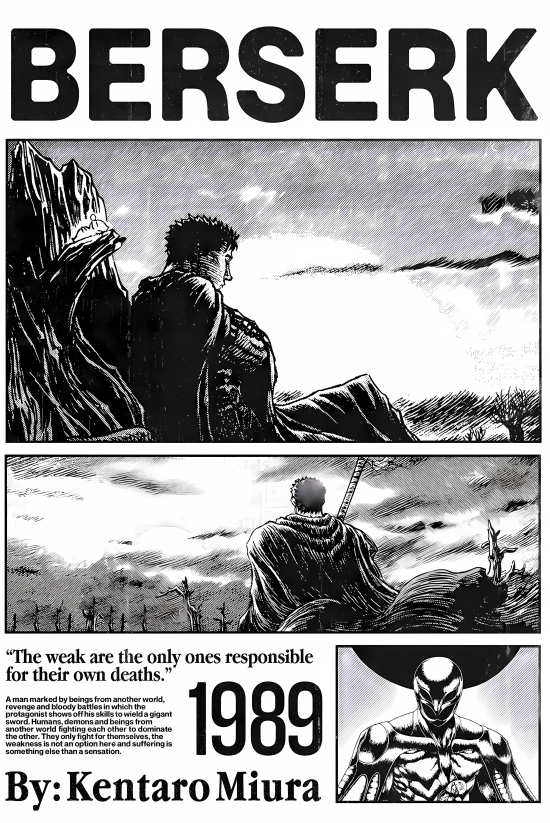 BERSERK
“The weak are the only ones responsible
for their own deaths.”
A man marked by beings from another world,
revenge and bloody battles in which the
protagonist shows off his skills to wield a gigant
sword. Humans, demons and beings from
another world fighting each other to dominate
the other. They only fight for themselves, the
weakness is not an option here and suffering is
something else than a sensation.
1989
By: Kentaro Miura